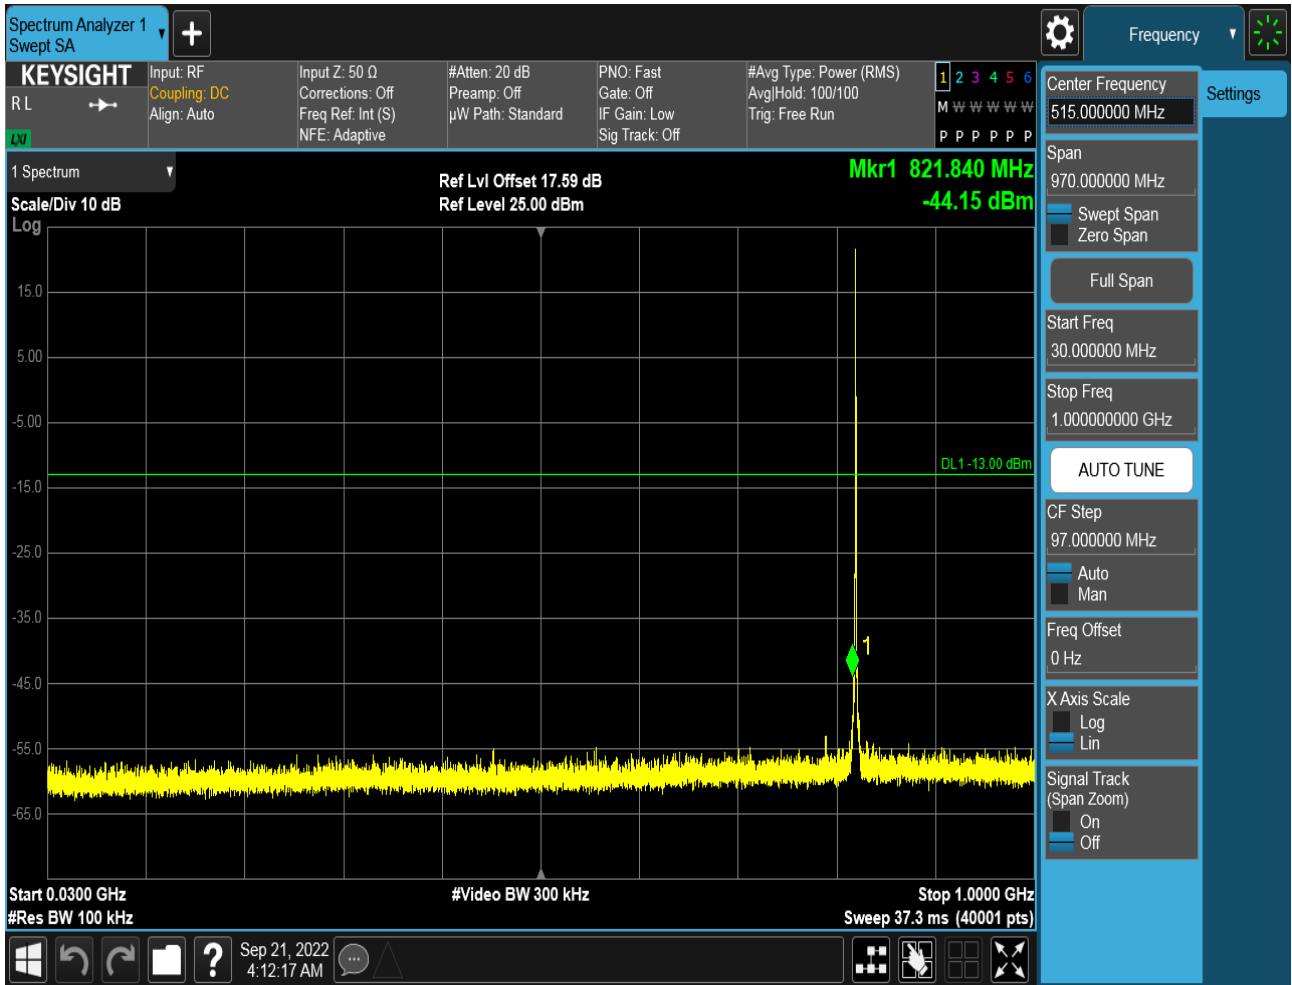 Spectrum Analyzer 1
Swept SA
Frequency
KEYSIGHT
R L
LXI
Input: RF
Coupling: DC
Align: Auto
Input Z: 50 Ω
Corrections: Off
Freq Ref: Int (S)
NFE: Adaptive
#Atten: 20 dB
Preamp: Off
µW Path: Standard
PNO: Fast
Gate: Off
IF Gain: Low
Sig Track: Off
#Avg Type: Power (RMS)
Avg|Hold: 100/100
Trig: Free Run
1 2 3 4 5 6
M W W W W W
P P P P P P
1 Spectrum
Scale/Div 10 dB
Log
Ref Lvl Offset 17.59 dB
Ref Level 25.00 dBm
Mkr1 821.840 MHz
-44.15 dBm
15.0
5.00
-5.00
DL1 -13.00 dBm
-15.0
-25.0
-35.0
1
-45.0
-55.0
-65.0
Start 0.0300 GHz
#Video BW 300 kHz
Stop 1.0000 GHz
#Res BW 100 kHz
Sweep 37.3 ms (40001 pts)
Center Frequency
515.000000 MHz
Settings
Span
970.000000 MHz
Swept Span
Zero Span
Full Span
Start Freq
30.000000 MHz
Stop Freq
1.000000000 GHz
AUTO TUNE
CF Step
97.000000 MHz
Auto
Man
Freq Offset
0 Hz
X Axis Scale
Log
Lin
Signal Track
(Span Zoom)
On
Off
?
Sep 21, 2022
4:12:17 AM